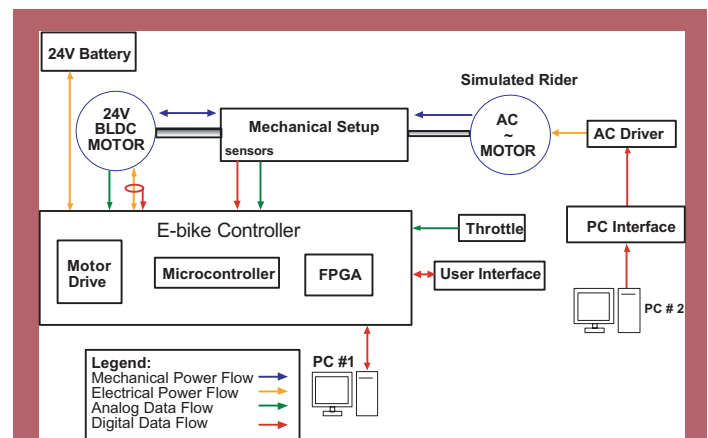 24V Battery
Simulated Rider
24V
BLDC
MOTOR
Mechanical Setup
sensors
AC
~
MOTOR
AC Driver
E-bike Controller
Throttle
PC Interface
Motor
Drive
Microcontroller
FPGA
User Interface
PC # 2
PC #1
Legend:
Mechanical Power Flow
Electrical Power Flow
Analog Data Flow
Digital Data Flow